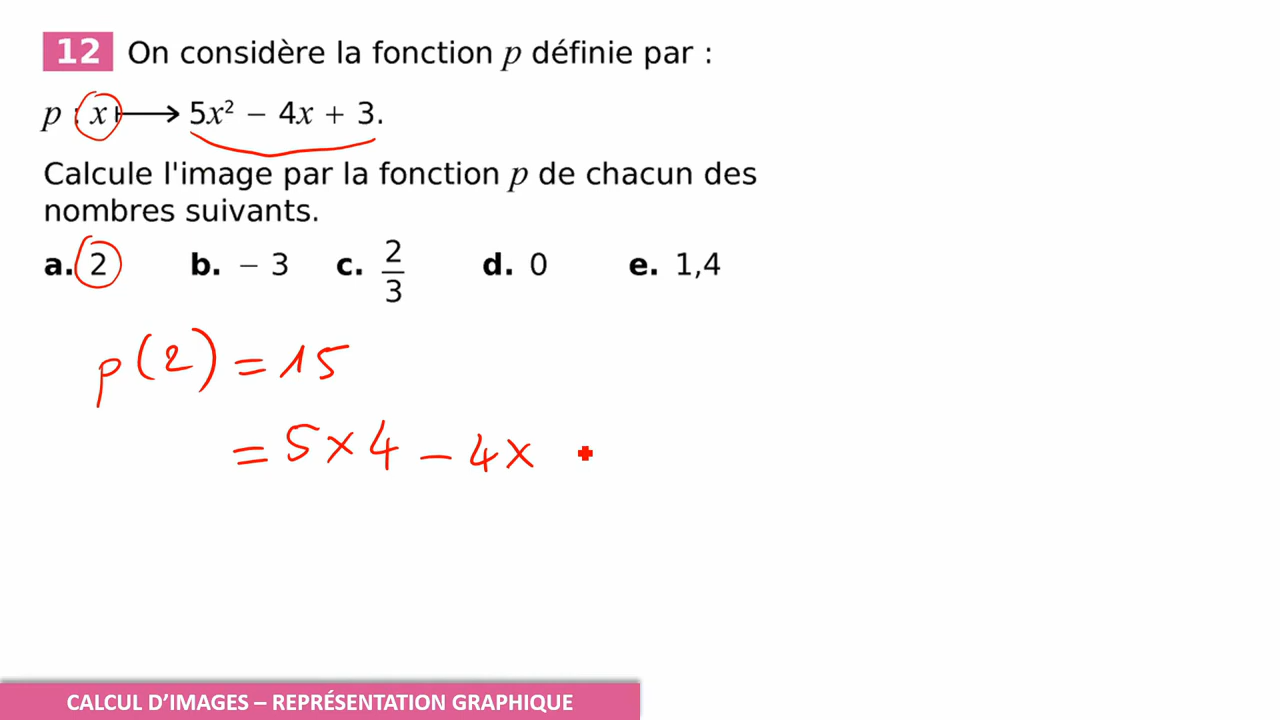 12 On considère la fonction p définie par :
p : x ⟼ 5x² − 4x + 3.
Calcule l'image par la fonction p de chacun des
nombres suivants.
a. 2 b. − 3 c. 2/3 d. 0 e. 1,4
p(2) = 15
= 5 × 4 − 4 ×
CALCUL D'IMAGES – REPRÉSENTATION GRAPHIQUE